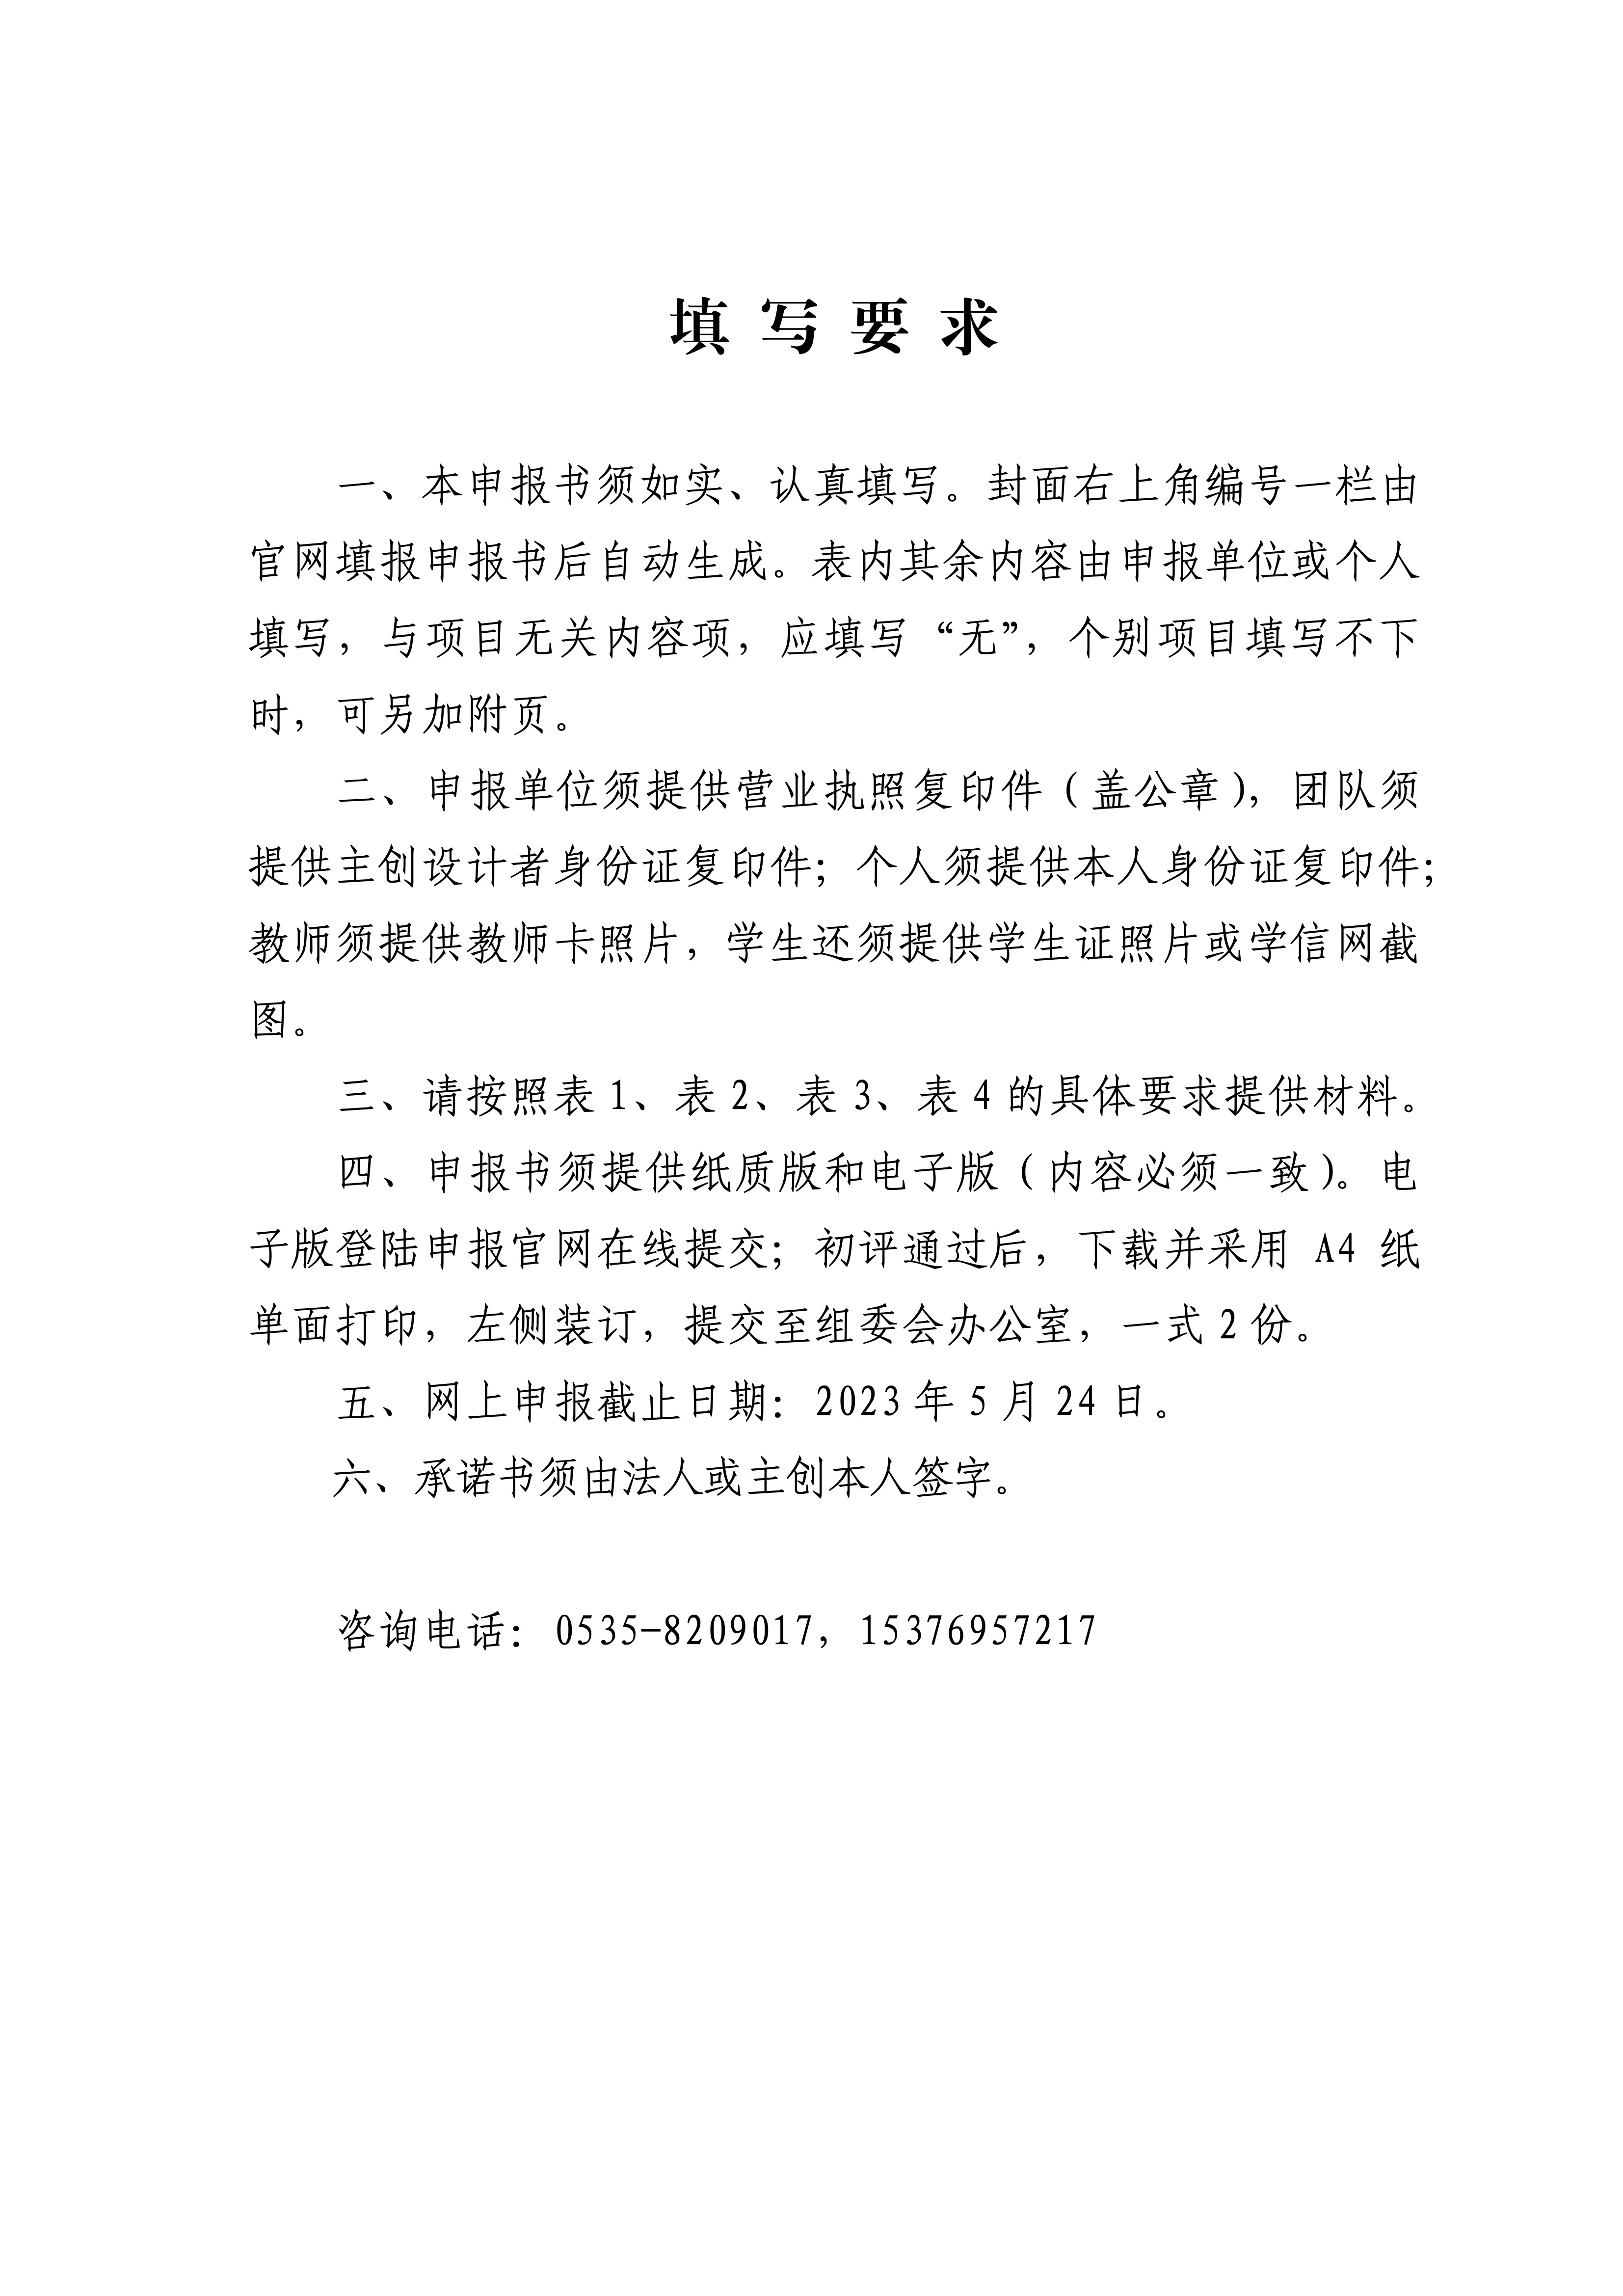 填写要求
一、本申报书须如实、认真填写。封面右上角编号一栏由
官网填报申报书后自动生成。表内其余内容由申报单位或个人
填写，与项目无关内容项，应填写“无”，个别项目填写不下
时，可另加附页。
二、申报单位须提供营业执照复印件（盖公章），团队须
提供主创设计者身份证复印件；个人须提供本人身份证复印件；
教师须提供教师卡照片，学生还须提供学生证照片或学信网截
图。
三、请按照表 1、表 2、表 3、表 4 的具体要求提供材料。
四、申报书须提供纸质版和电子版（内容必须一致）。电
子版登陆申报官网在线提交；初评通过后，下载并采用 A4 纸
单面打印，左侧装订，提交至组委会办公室，一式 2 份。
五、网上申报截止日期：2023 年 5 月 24 日。
六、承诺书须由法人或主创本人签字。
咨询电话：0535-8209017，15376957217